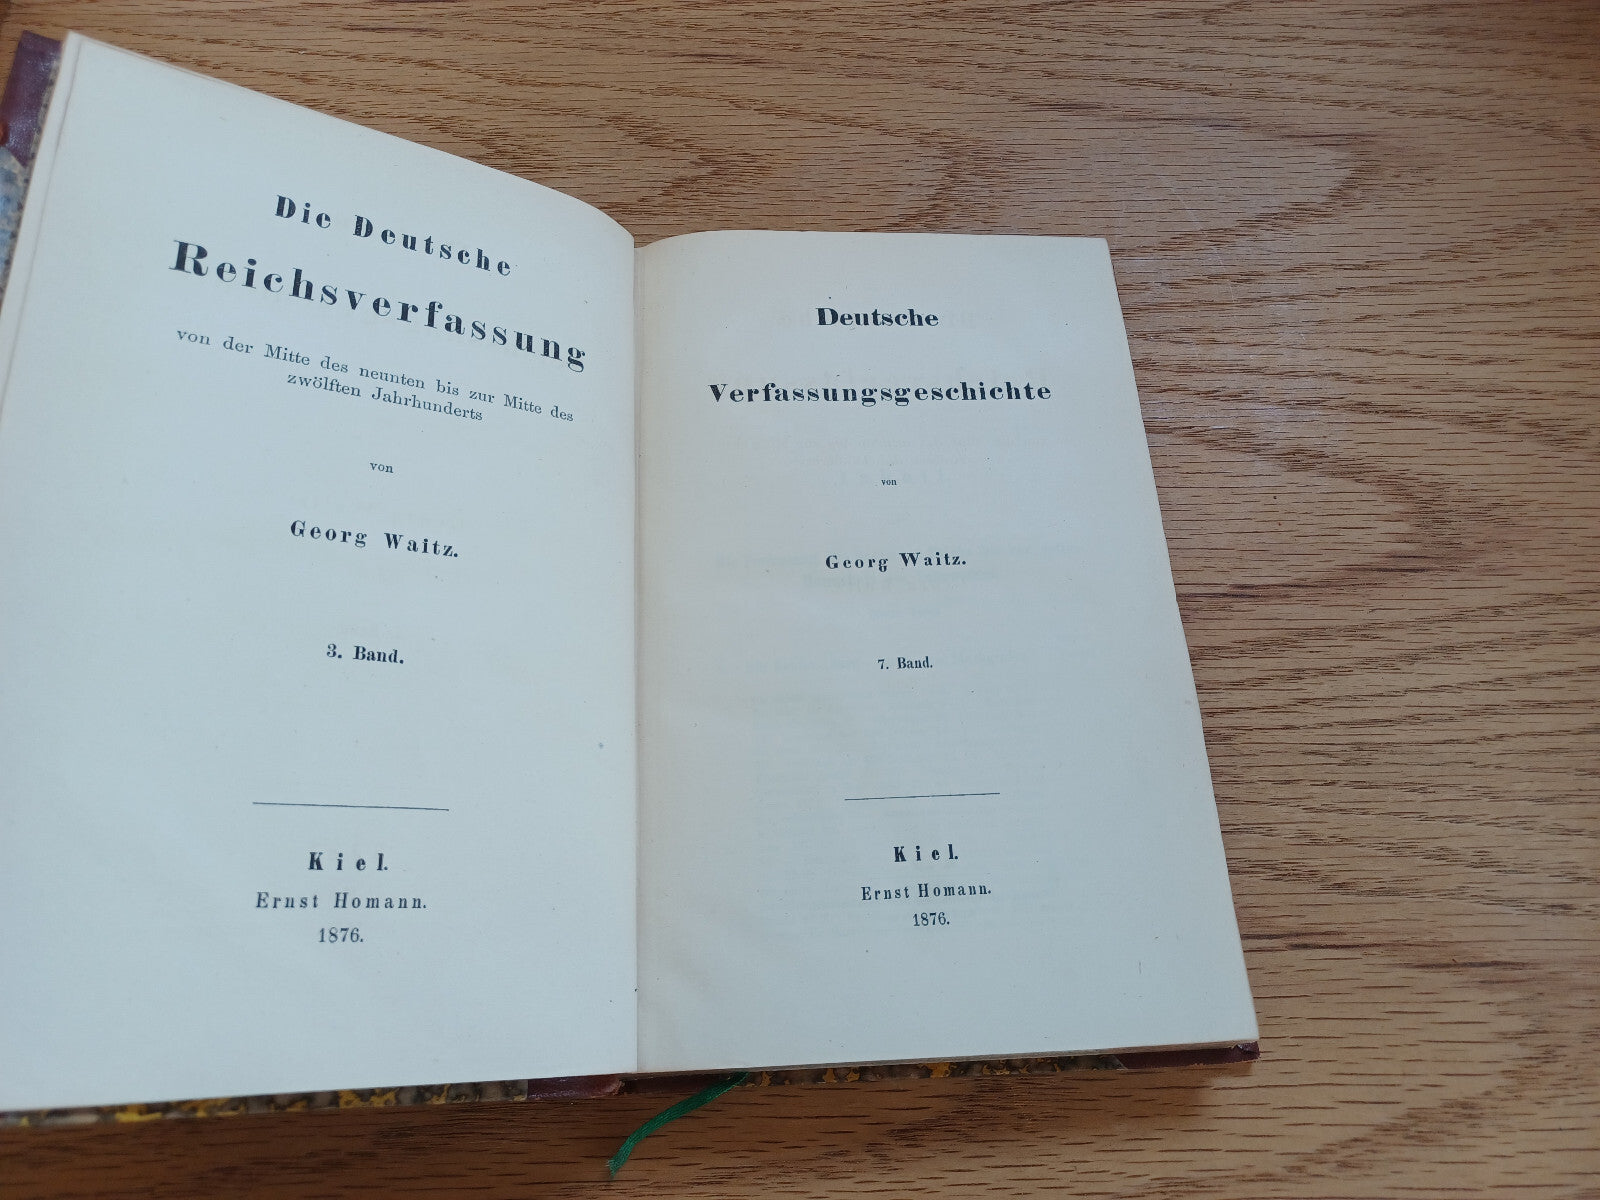 Die Deutsche
Reichsverfassung
von der Mitte des neunten bis zur Mitte des
zwölften Jahrhunderts
von
Georg Waitz.
3. Band.
Kiel.
Ernst Homann.
1876.
Deutsche
Verfassungsgeschichte
von
Georg Waitz.
7. Band.
Kiel.
Ernst Homann.
1876.